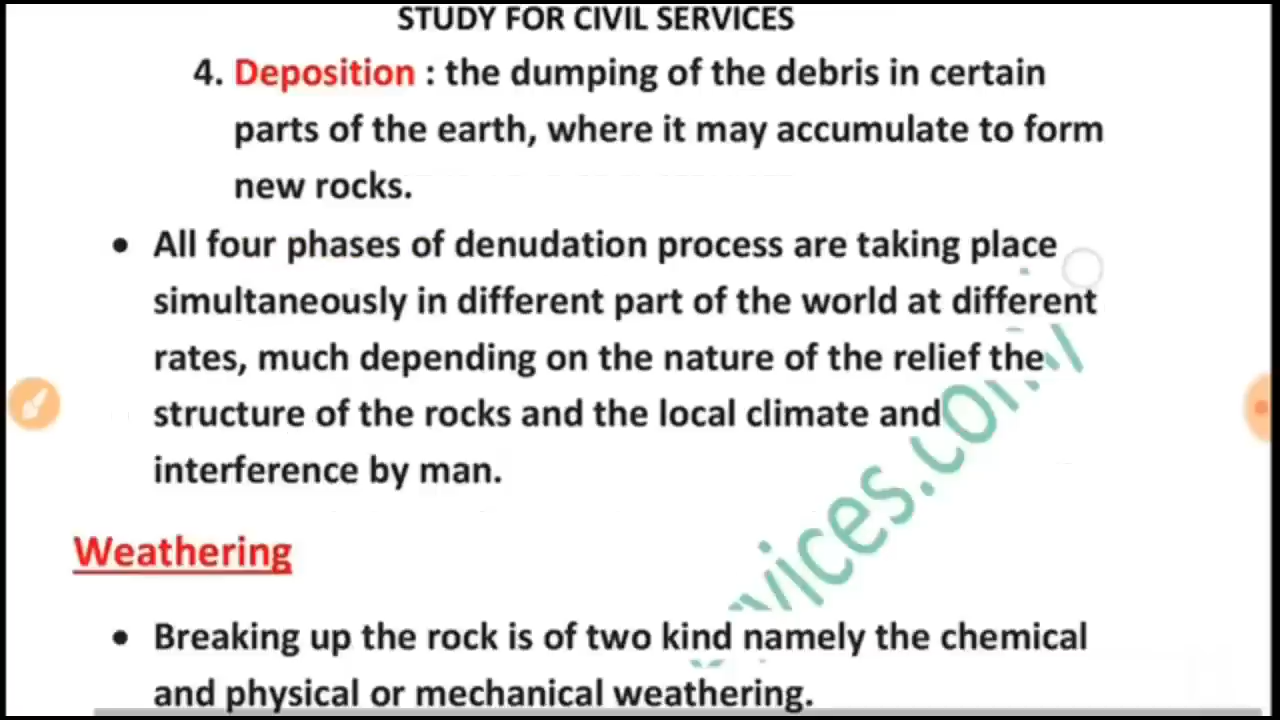 STUDY FOR CIVIL SERVICES
4. Deposition : the dumping of the debris in certain
parts of the earth, where it may accumulate to form
new rocks.
• All four phases of denudation process are taking place
simultaneously in different part of the world at different
rates, much depending on the nature of the relief the
structure of the rocks and the local climate and
interference by man.
vices.com/
Weathering
• Breaking up the rock is of two kind namely the chemical
and physical or mechanical weathering.